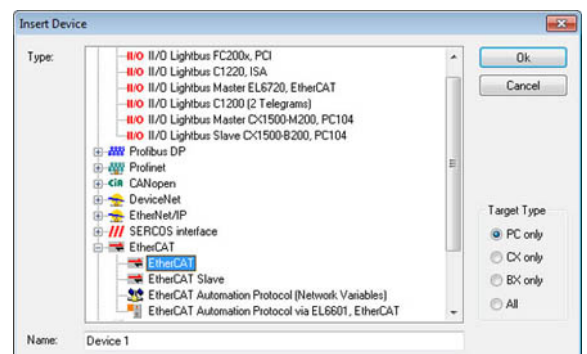 Insert Device
Type:
II/O Lightbus FC200x, PCI
II/O Lightbus C1220, ISA
II/O Lightbus Master EL6720, EtherCAT
II/O Lightbus C1200 (2 Telegrams)
II/O Lightbus Master CX1500-M200, PC104
II/O Lightbus Slave CX1500-B200, PC104
Profibus DP
Profinet
CANopen
DeviceNet
EtherNet/IP
SERCOS interface
EtherCAT
EtherCAT
EtherCAT Slave
EtherCAT Automation Protocol (Network Variables)
EtherCAT Automation Protocol via EL6601, EtherCAT
Ok
Cancel
Target Type
PC only
CX only
BX only
All
Name:
Device 1